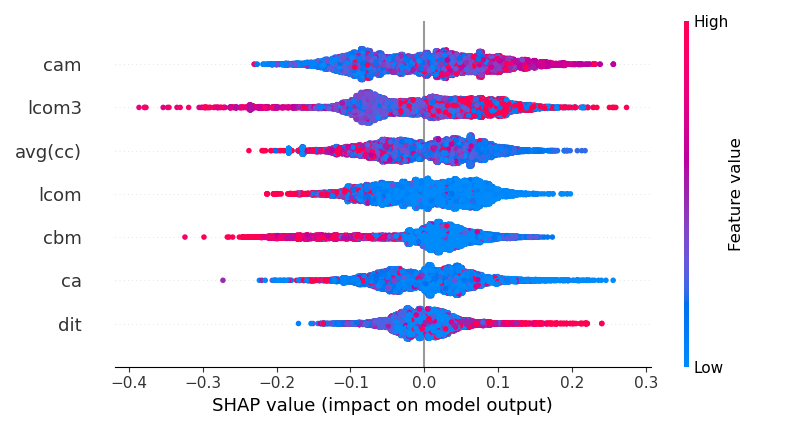 High
cam
lcom3
avg(cc)
lcom
cbm
ca
dit
Feature value
Low
−0.4 −0.3 −0.2 −0.1 0.0 0.1 0.2 0.3
SHAP value (impact on model output)